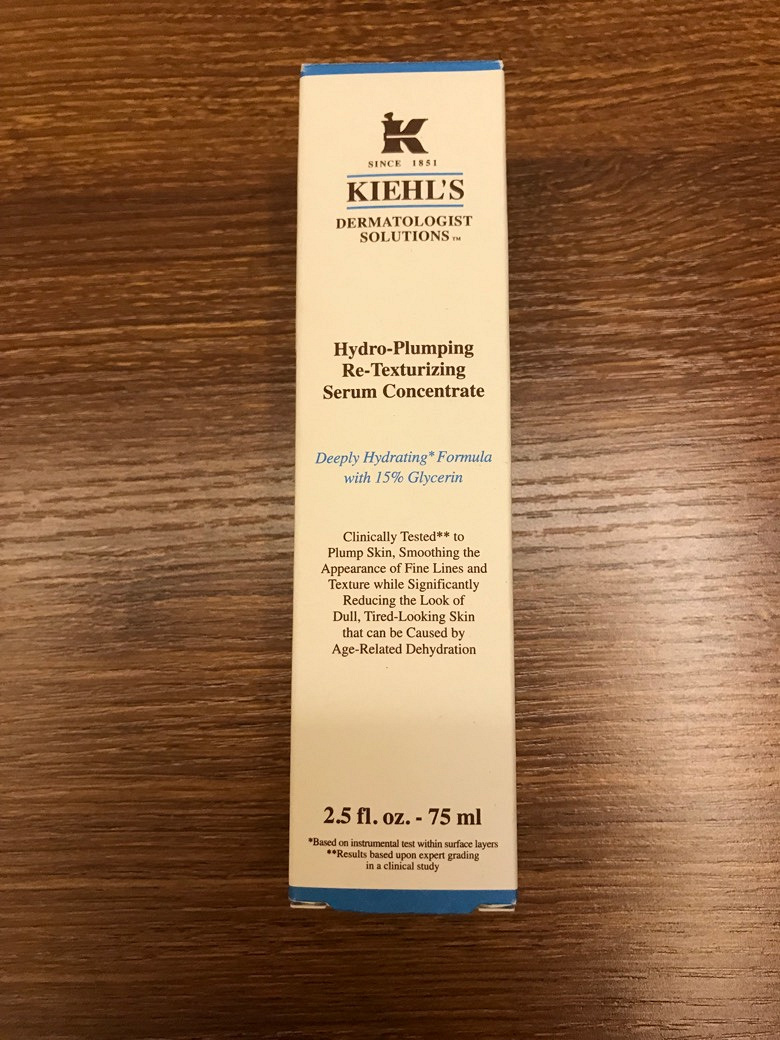 K
SINCE 1851
KIEHL'S
DERMATOLOGIST
SOLUTIONS™
Hydro-Plumping
Re-Texturizing
Serum Concentrate
Deeply Hydrating* Formula
with 15% Glycerin
Clinically Tested** to
Plump Skin, Smoothing the
Appearance of Fine Lines and
Texture while Significantly
Reducing the Look of
Dull, Tired-Looking Skin
that can be Caused by
Age-Related Dehydration
2.5 fl. oz. - 75 ml
*Based on instrumental test within surface layers
**Results based upon expert grading
in a clinical study